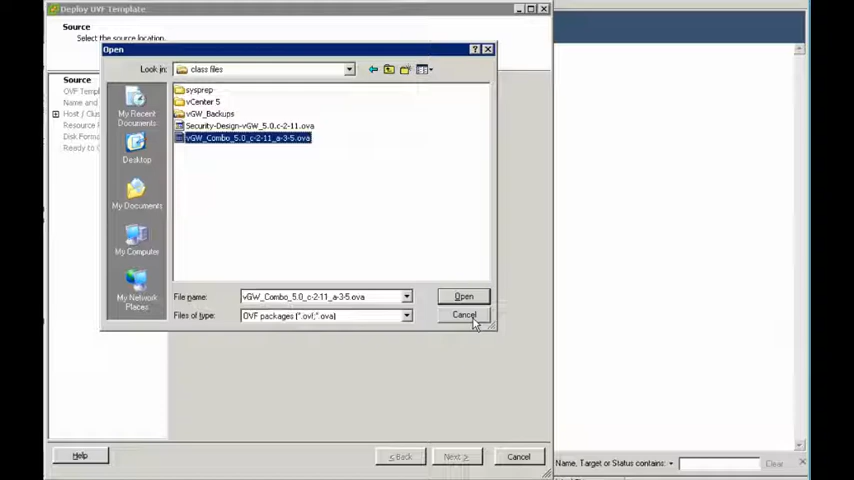 Deploy OVF Template
Source
Select the source location.
Open
Look in:
class files
Source
OVF Temp
Name and
Host / Clus
Resource
Disk Forma
Ready to C
My Recent
Documents
Desktop
My Documents
My Computer
My Network
Places
sysprep
vCenter 5
vGW_Backups
Security-Design-vGW_5.0.c-2-11.ova
vGW_Combo_5.0_c-2-11_a-3-5.ova
File name:
vGW_Combo_5.0_c-2-11_a-3-5.ova
Open
Files of type:
OVF packages (*.ovf;*.ova)
Cancel
Help
< Back
Next >
Cancel
Name, Target or Status contains:
Clear